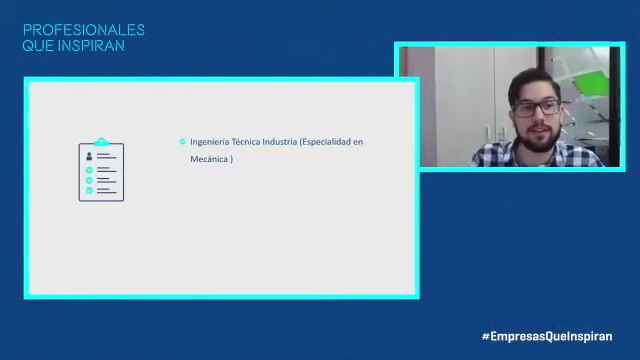 PROFESIONALES
QUE INSPIRAN
Ingeniería Técnica Industria (Especialidad en
Mecánica )
#EmpresasQueInspiran